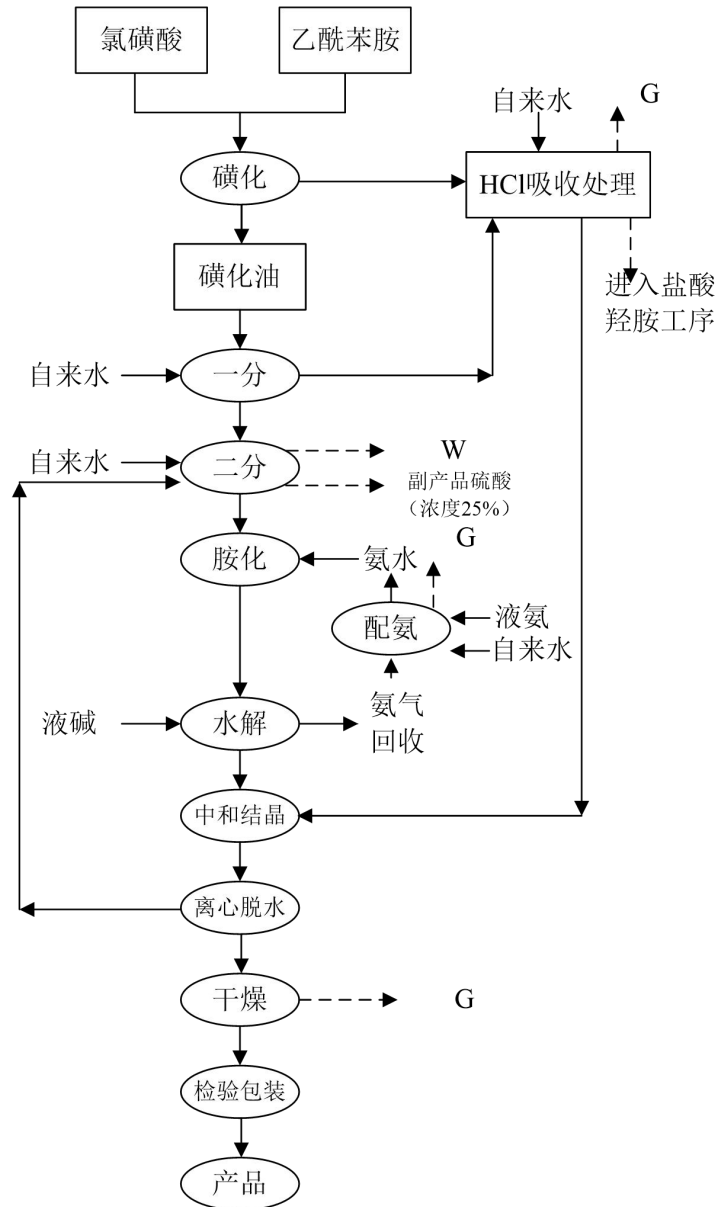 氯磺酸
乙酰苯胺
自来水
G
磺化
HCl吸收处理
磺化油
进入盐酸
羟胺工序
自来水
一分
自来水
二分
W
副产品硫酸
（浓度25%）
G
胺化
氨水
配氨
液氨
自来水
液碱
水解
氨气
回收
中和结晶
离心脱水
干燥
G
检验包装
产品